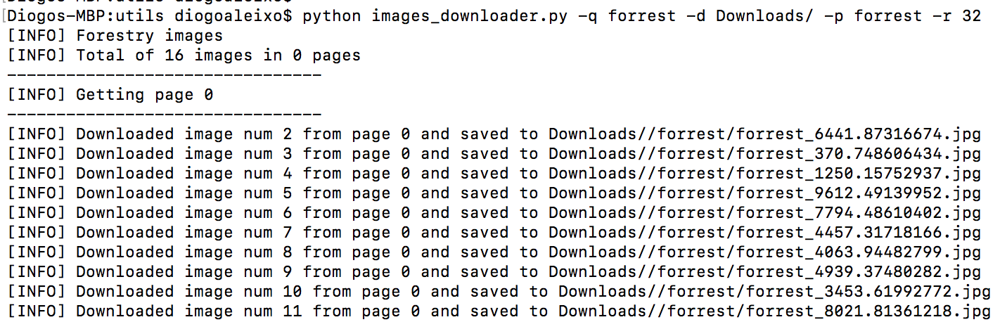 Diogos-MBP:utils diogoaleixo$
[Diogos-MBP:utils diogoaleixo$ python images_downloader.py -q forrest -d Downloads/ -p forrest -r 32
[INFO] Forestry images
[INFO] Total of 16 images in 0 pages
--------------------------------
[INFO] Getting page 0
--------------------------------
[INFO] Downloaded image num 2 from page 0 and saved to Downloads//forrest/forrest_6441.87316674.jpg
[INFO] Downloaded image num 3 from page 0 and saved to Downloads//forrest/forrest_370.748606434.jpg
[INFO] Downloaded image num 4 from page 0 and saved to Downloads//forrest/forrest_1250.15752937.jpg
[INFO] Downloaded image num 5 from page 0 and saved to Downloads//forrest/forrest_9612.49139952.jpg
[INFO] Downloaded image num 6 from page 0 and saved to Downloads//forrest/forrest_7794.48610402.jpg
[INFO] Downloaded image num 7 from page 0 and saved to Downloads//forrest/forrest_4457.31718166.jpg
[INFO] Downloaded image num 8 from page 0 and saved to Downloads//forrest/forrest_4063.94482799.jpg
[INFO] Downloaded image num 9 from page 0 and saved to Downloads//forrest/forrest_4939.37480282.jpg
[INFO] Downloaded image num 10 from page 0 and saved to Downloads//forrest/forrest_3453.61992772.jpg
[INFO] Downloaded image num 11 from page 0 and saved to Downloads//forrest/forrest_8021.81361218.jpg